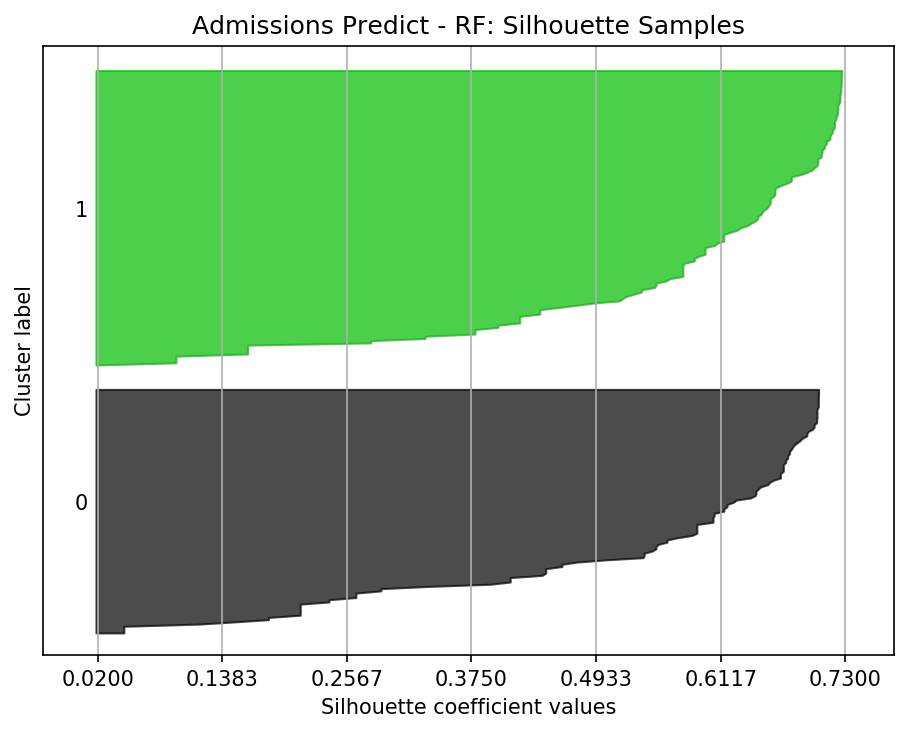 Admissions Predict - RF: Silhouette Samples
Cluster label
1
0
0.0200 0.1383 0.2567 0.3750 0.4933 0.6117 0.7300
Silhouette coefficient values